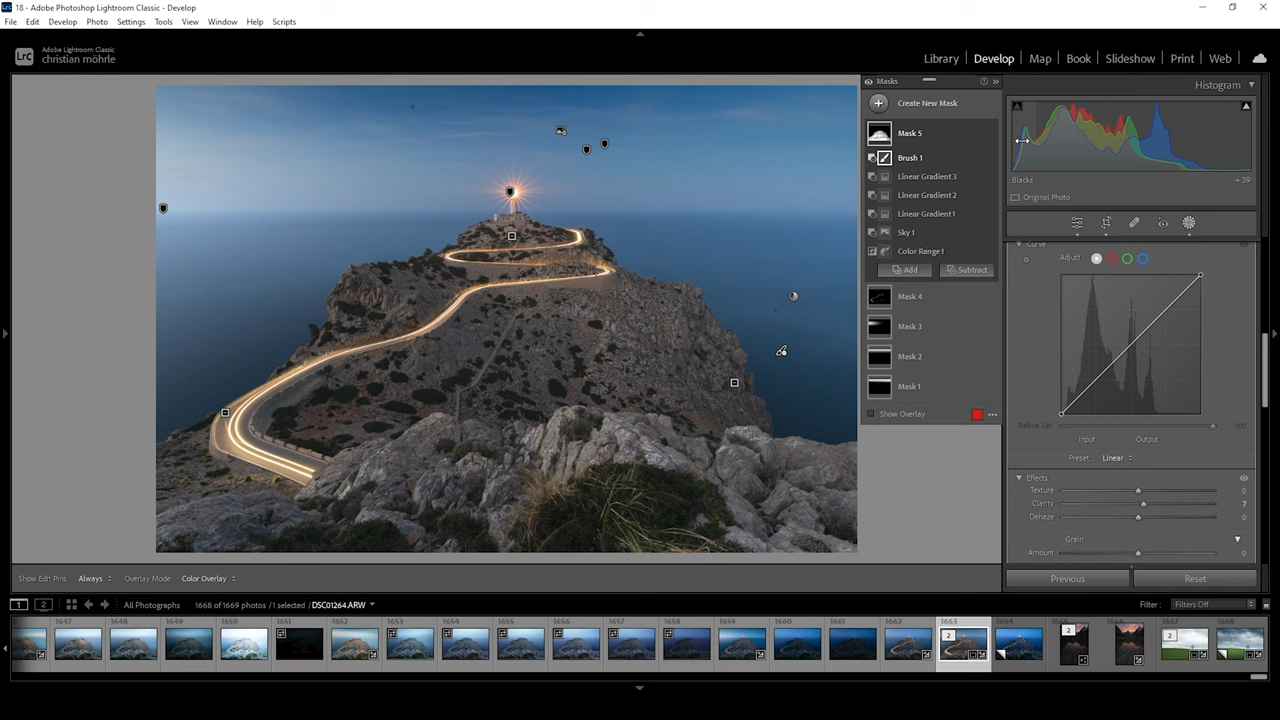 18 - Adobe Photoshop Lightroom Classic - Develop
File Edit Develop Photo Settings Tools View Window Help Scripts
Lrc
Adobe Lightroom Classic
christian möhrle
Library | Develop | Map | Book | Slideshow | Print | Web
Masks
Create New Mask
Mask 5
Brush 1
Linear Gradient 3
Linear Gradient 2
Linear Gradient 1
Sky 1
Color Range 1
Add Subtract
Mask 4
Mask 3
Mask 2
Mask 1
Show Overlay
Histogram
Blacks +39
Original Photo
Curve
Adjust
Refine Sat. 100
Input : Output :
Preset : Linear
Effects
Texture 0
Clarity 7
Dehaze 0
Grain
Amount 0
Previous Reset
Show Edit Pins: Always Overlay Mode: Color Overlay
1 2 All Photographs 1668 of 1669 photos /1 selected /DSC01264.ARW Filter : Filters Off
1647 1648 1649 1650 1651 1652 1653 1654 1655 1656 1657 1658 1659 1660 1661 1662 1663 1664 1665 1666 1667 1668
2 2 2